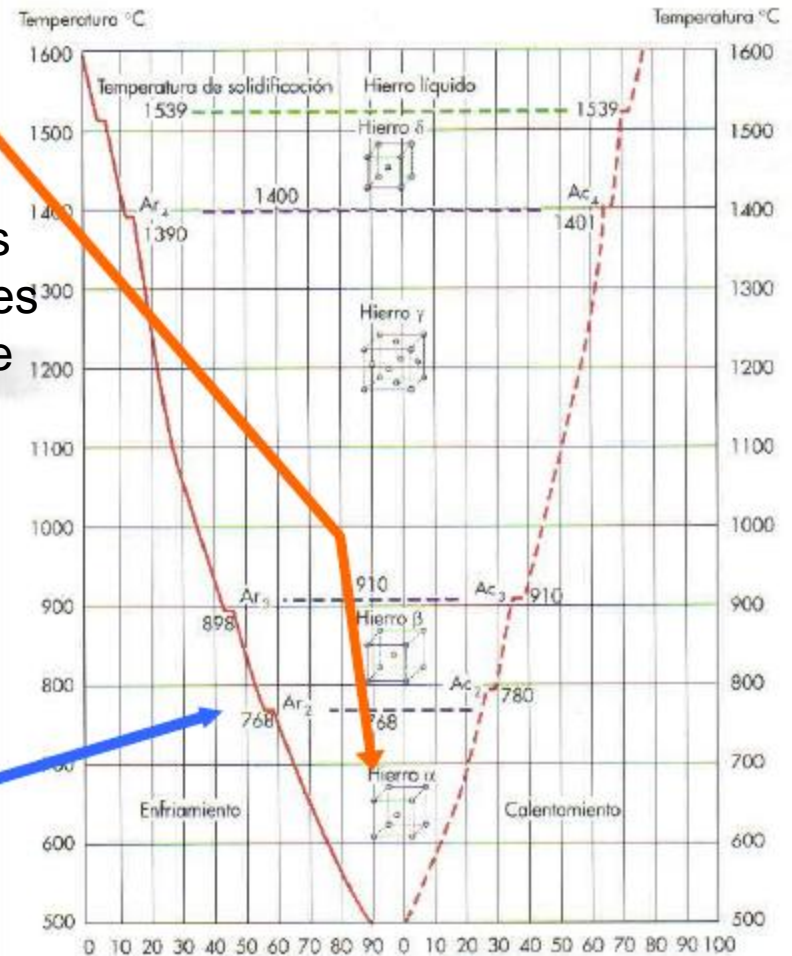 Temperatura °C
Temperatura °C
1600
1600
Temperatura de solidificación
Hierro líquido
1539
1539
1500
Hierro δ
1500
s
es
e
1400
Ar4
1390
1400
Ac4
1401
1400
1300
Hierro γ
1300
1200
1200
1100
1100
1000
1000
910
Ar3
Ac3
910
900
898
900
Hierro β
800
Ac2
780
800
768
Ar2
768
700
Hierro α
Enfriamiento
Calentamiento
600
600
500
500
0 10 20 30 40 50 60 70 80 90 0 10 20 30 40 50 60 70 80 90 100